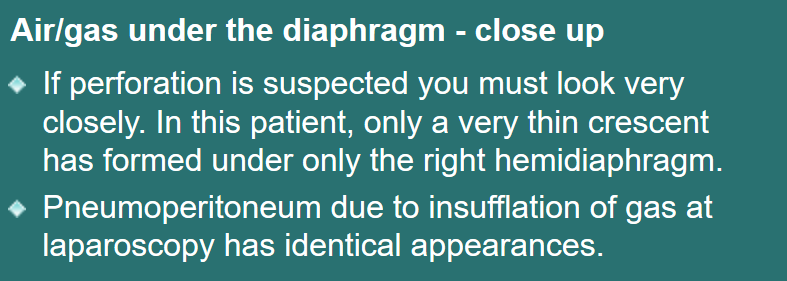 Air/gas under the diaphragm - close up
If perforation is suspected you must look very
closely. In this patient, only a very thin crescent
has formed under only the right hemidiaphragm.
Pneumoperitoneum due to insufflation of gas at
laparoscopy has identical appearances.